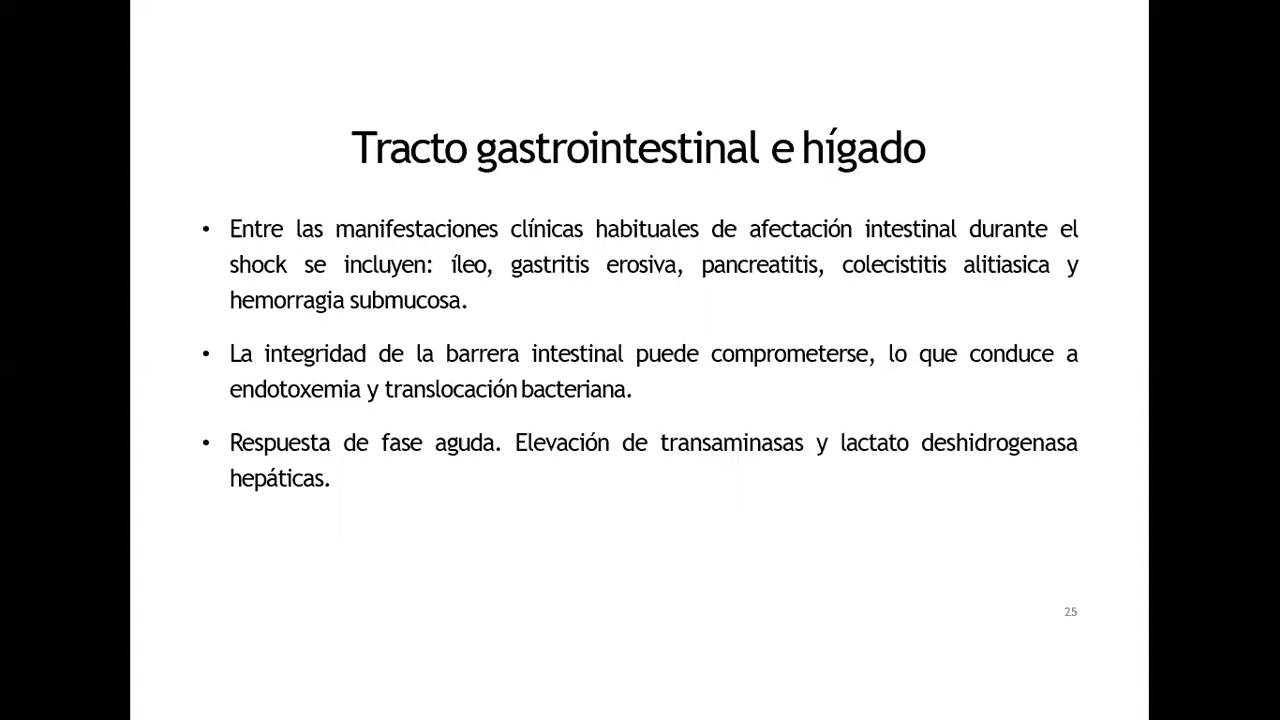 Tracto gastrointestinal e hígado
• Entre las manifestaciones clínicas habituales de afectación intestinal durante el
shock se incluyen: íleo, gastritis erosiva, pancreatitis, colecistitis alitiasica y
hemorragia submucosa.
• La integridad de la barrera intestinal puede comprometerse, lo que conduce a
endotoxemia y translocación bacteriana.
• Respuesta de fase aguda. Elevación de transaminasas y lactato deshidrogenasa
hepáticas.
25